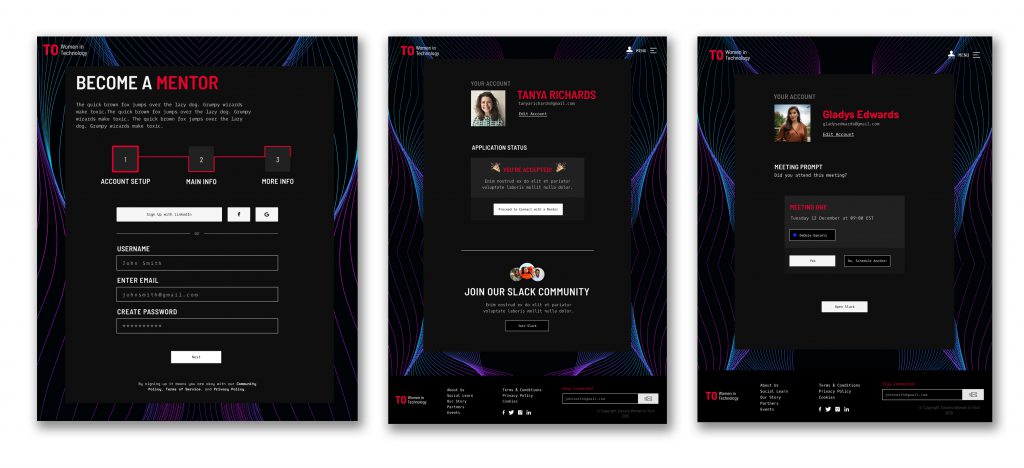 TO Women in
Technology
BECOME A MENTOR
The quick brown fox jumps over the lazy dog. Grumpy wizards
make toxic.The quick brown fox jumps over the lazy dog. Grumpy
wizards make toxic. The quick brown fox jumps over the lazy
dog. Grumpy wizards make toxic.
1
2
3
ACCOUNT SETUP
MAIN INFO
MORE INFO
Sign Up with LinkedIn
f
G
or
USERNAME
John Smith
ENTER EMAIL
johnsmith@gmail.com
CREATE PASSWORD
**********
Next
By signing up it means you are okay with our Community
Policy, Terms of Service, and Privacy Policy.
TO Women in
Technology
MENU
YOUR ACCOUNT
TANYA RICHARDS
tanyarichards@gmail.com
Edit Account
APPLICATION STATUS
YOU'RE ACCEPTED!
Enim nostrud ex do elit et pariatur
voluptate laboris mollit nulla dolor.
Proceed to Connect with a Mentor
JOIN OUR SLACK COMMUNITY
Enim nostrud ex do elit et pariatur
voluptate laboris mollit nulla dolor.
Join Slack
TO Women in
Technology
About Us
Social Learn
Our Story
Partners
Events
Terms & Conditions
Privacy Policy
Cookies
f
in
Stay Connected
johnsmith@gmail.com
© Copyright Toronto Women in Tech
TO Women in
Technology
MENU
YOUR ACCOUNT
Gladys Edwards
gladysedwards@gmail.com
Edit Account
MEETING PROMPT
Did you attend this meeting?
MEETING ONE
Tuesday 12 December at 09:00 EST
Debbie Daniels
Yes
No, Schedule Another
Open Slack
TO Women in
Technology
About Us
Social Learn
Our Story
Partners
Events
Terms & Conditions
Privacy Policy
Cookies
f
in
Stay Connected
johnsmith@gmail.com
© Copyright Toronto Women in Tech